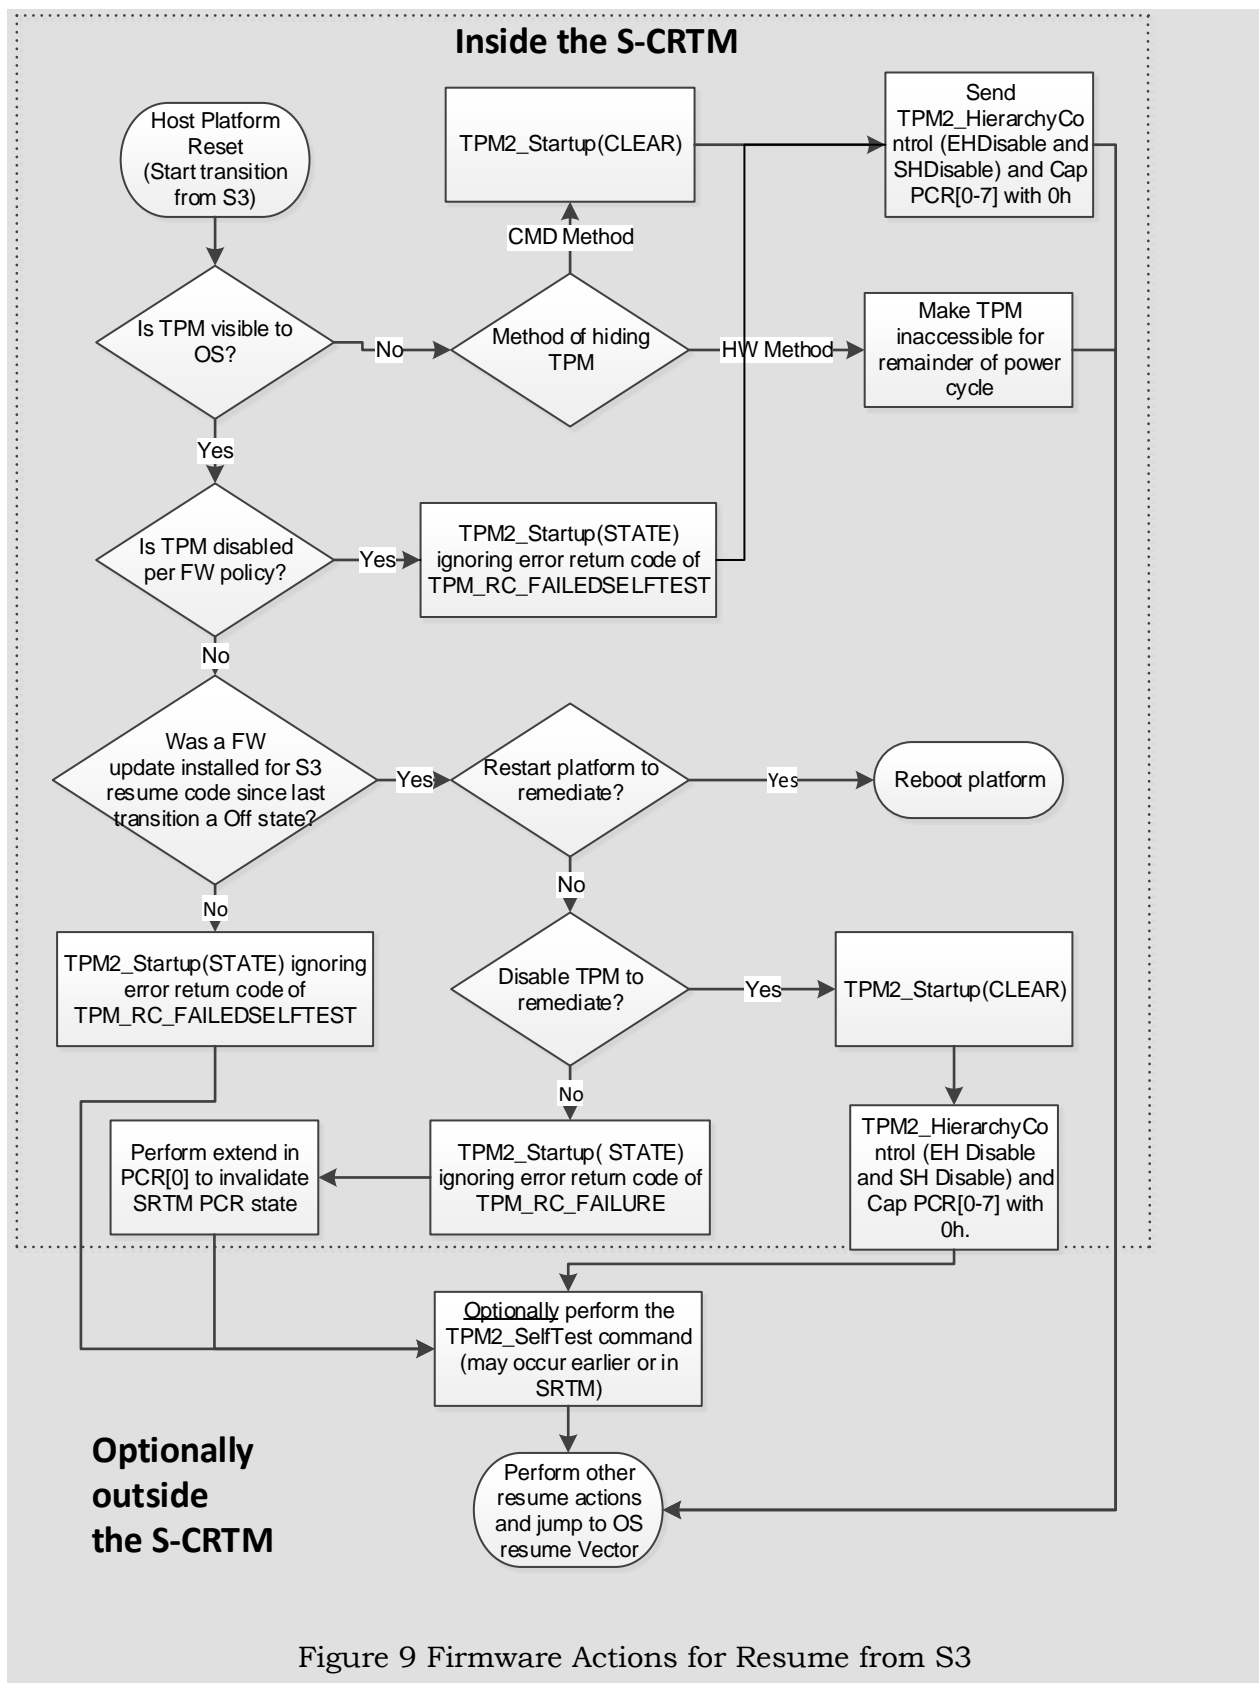 Inside the S-CRTM
Host Platform
Reset
(Start transition
from S3)
TPM2_Startup(CLEAR)
Send
TPM2_HierarchyCo
ntrol (EHDisable and
SHDisable) and Cap
PCR[0-7] with 0h
CMD Method
Is TPM visible to
OS?
No
Method of hiding
TPM
HW Method
Make TPM
inaccessible for
remainder of power
cycle
Yes
Is TPM disabled
per FW policy?
Yes
TPM2_Startup(STATE)
ignoring error return code of
TPM_RC_FAILEDSELFTEST
No
Was a FW
update installed for S3
resume code since last
transition a Off state?
Yes
Restart platform to
remediate?
Yes
Reboot platform
No
No
TPM2_Startup(STATE) ignoring
error return code of
TPM_RC_FAILEDSELFTEST
Disable TPM to
remediate?
Yes
TPM2_Startup(CLEAR)
No
Perform extend in
PCR[0] to invalidate
SRTM PCR state
TPM2_Startup( STATE)
ignoring error return code of
TPM_RC_FAILURE
TPM2_HierarchyCo
ntrol (EH Disable
and SH Disable) and
Cap PCR[0-7] with
0h.
Optionally perform the
TPM2_SelfTest command
(may occur earlier or in
SRTM)
Optionally
outside
the S-CRTM
Perform other
resume actions
and jump to OS
resume Vector
Figure 9 Firmware Actions for Resume from S3